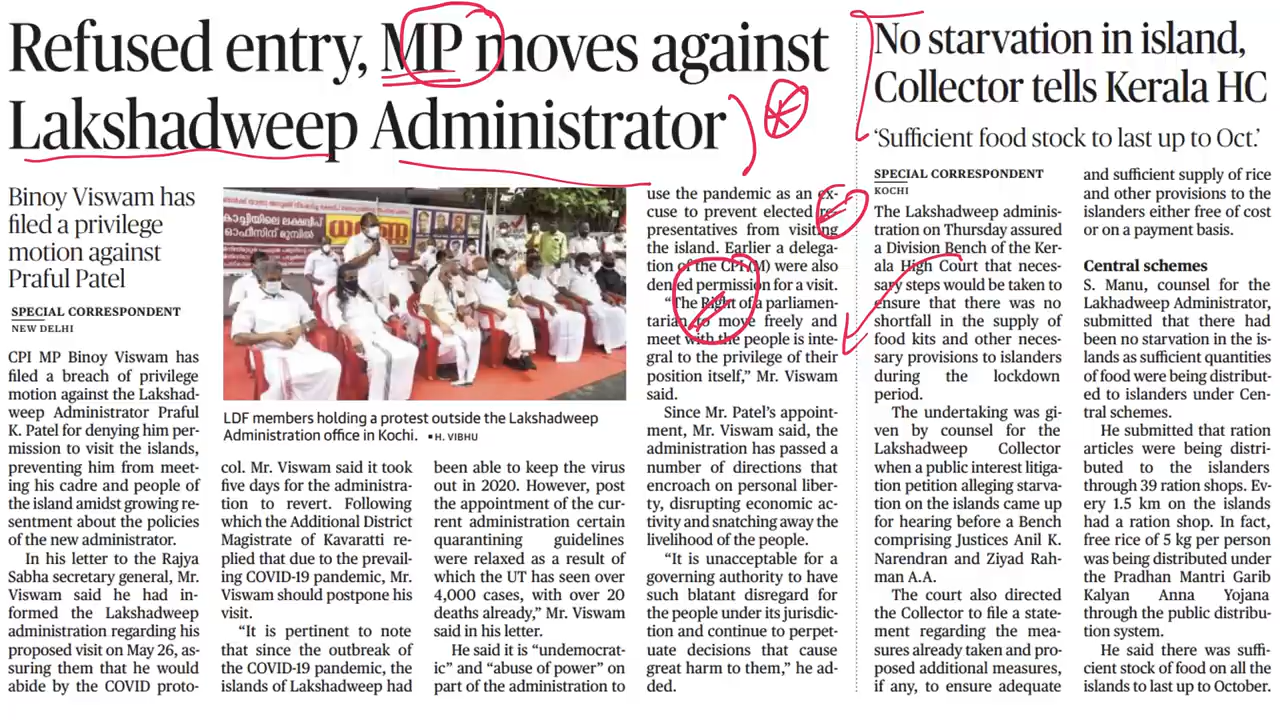 Refused entry, MP moves against
Lakshadweep Administrator
Binoy Viswam has
filed a privilege
motion against
Praful Patel
SPECIAL CORRESPONDENT
NEW DELHI
CPI MP Binoy Viswam has
filed a breach of privilege
motion against the Lakshad-
weep Administrator Praful
K. Patel for denying him per-
mission to visit the islands,
preventing him from meet-
ing his cadre and people of
the island amidst growing re-
sentment about the policies
of the new administrator.
In his letter to the Rajya
Sabha secretary general, Mr.
Viswam said he had in-
formed the Lakshadweep
administration regarding his
proposed visit on May 26, as-
suring them that he would
abide by the COVID proto-
കൊച്ചിയിലെ ലക്ഷദ്വീപ്
ഓഫീസിന് മുമ്പിൽ
ധർണ്ണ
LDF members holding a protest outside the Lakshadweep
Administration office in Kochi. ▪ H. VIBHU
col. Mr. Viswam said it took
five days for the administra-
tion to revert. Following
which the Additional District
Magistrate of Kavaratti re-
plied that due to the prevail-
ing COVID-19 pandemic, Mr.
Viswam should postpone his
visit.
“It is pertinent to note
that since the outbreak of
the COVID-19 pandemic, the
islands of Lakshadweep had
been able to keep the virus
out in 2020. However, post
the appointment of the cur-
rent administration certain
quarantining guidelines
were relaxed as a result of
which the UT has seen over
4,000 cases, with over 20
deaths already,” Mr. Viswam
said in his letter.
He said it is “undemocrat-
ic” and “abuse of power” on
part of the administration to
use the pandemic as an ex-
cuse to prevent elected re-
presentatives from visiting
the island. Earlier a delega-
tion of the CPI(M) were also
denied permission for a visit.
“The Right of a parliamen-
tarian to move freely and
meet with the people is inte-
gral to the privilege of their
position itself,” Mr. Viswam
said.
Since Mr. Patel’s appoint-
ment, Mr. Viswam said, the
administration has passed a
number of directions that
encroach on personal liber-
ty, disrupting economic ac-
tivity and snatching away the
livelihood of the people.
“It is unacceptable for a
governing authority to have
such blatant disregard for
the people under its jurisdic-
tion and continue to perpet-
uate decisions that cause
great harm to them,” he ad-
ded.
No starvation in island,
Collector tells Kerala HC
‘Sufficient food stock to last up to Oct.’
SPECIAL CORRESPONDENT
KOCHI
The Lakshadweep adminis-
tration on Thursday assured
a Division Bench of the Ker-
ala High Court that neces-
sary steps would be taken to
ensure that there was no
shortfall in the supply of
food kits and other neces-
sary provisions to islanders
during the lockdown
period.
The undertaking was gi-
ven by counsel for the
Lakshadweep Collector
when a public interest litiga-
tion petition alleging starva-
tion on the islands came up
for hearing before a Bench
comprising Justices Anil K.
Narendran and Ziyad Rah-
man A.A.
The court also directed
the Collector to file a state-
ment regarding the mea-
sures already taken and pro-
posed additional measures,
if any, to ensure adequate
and sufficient supply of rice
and other provisions to the
islanders either free of cost
or on a payment basis.
Central schemes
S. Manu, counsel for the
Lakhadweep Administrator,
submitted that there had
been no starvation in the is-
lands as sufficient quantities
of food were being distribut-
ed to islanders under Cen-
tral schemes.
He submitted that ration
articles were being distri-
buted to the islanders
through 39 ration shops. Ev-
ery 1.5 km on the islands
had a ration shop. In fact,
free rice of 5 kg per person
was being distributed under
the Pradhan Mantri Garib
Kalyan Anna Yojana
through the public distribu-
tion system.
He said there was suffi-
cient stock of food on all the
islands to last up to October.